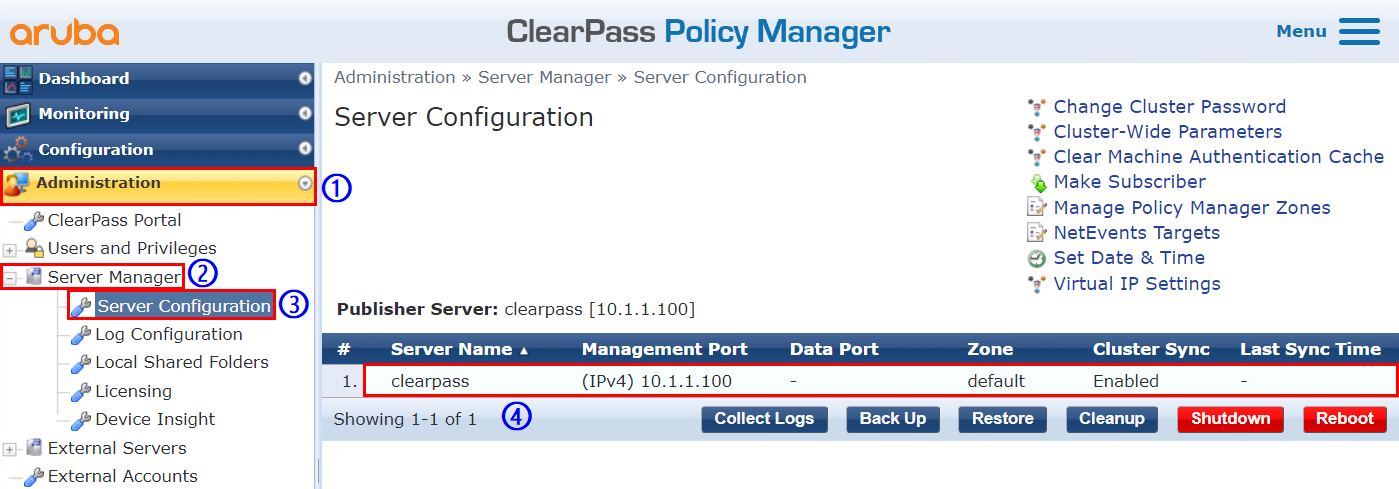 aruba
ClearPass Policy Manager
Menu
Dashboard
Monitoring
Configuration
Administration
1
ClearPass Portal
Users and Privileges
Server Manager
2
Server Configuration
3
Log Configuration
Local Shared Folders
Licensing
Device Insight
External Servers
External Accounts
Administration » Server Manager » Server Configuration
Server Configuration
Change Cluster Password
Cluster-Wide Parameters
Clear Machine Authentication Cache
Make Subscriber
Manage Policy Manager Zones
NetEvents Targets
Set Date & Time
Virtual IP Settings
Publisher Server: clearpass [10.1.1.100]
# Server Name ▲ Management Port Data Port Zone Cluster Sync Last Sync Time
1. clearpass (IPv4) 10.1.1.100 - default Enabled -
Showing 1-1 of 1 4 Collect Logs Back Up Restore Cleanup Shutdown Reboot